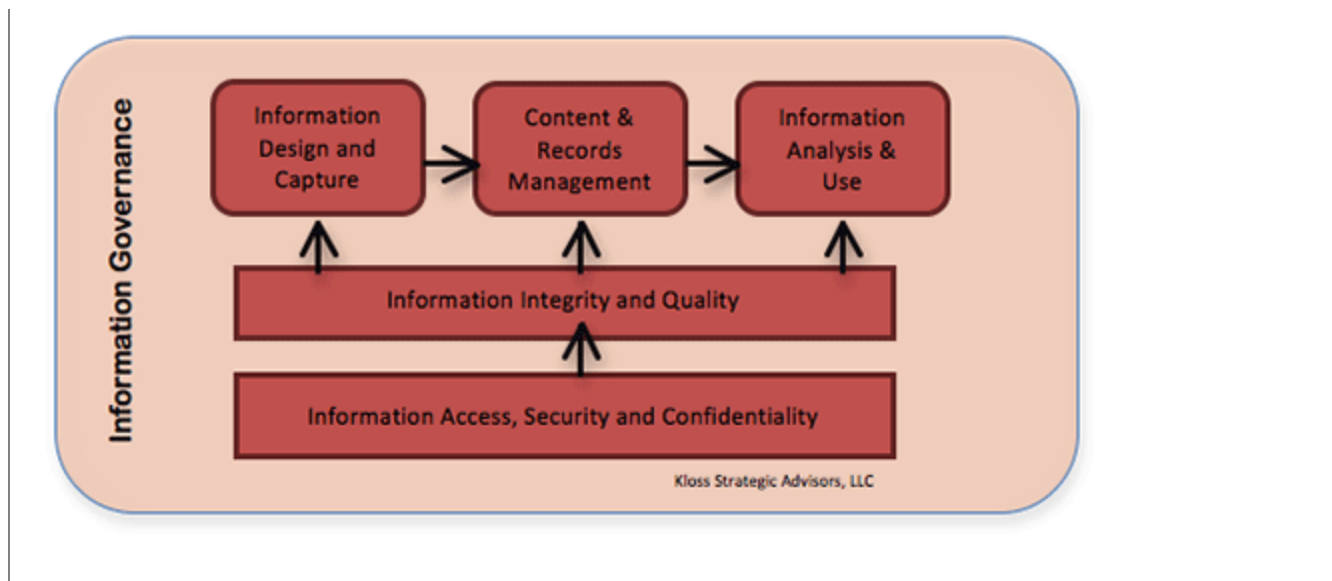 Information Governance
Information
Design and
Capture
Content &
Records
Management
Information
Analysis &
Use
Information Integrity and Quality
Information Access, Security and Confidentiality
Kloss Strategic Advisors, LLC